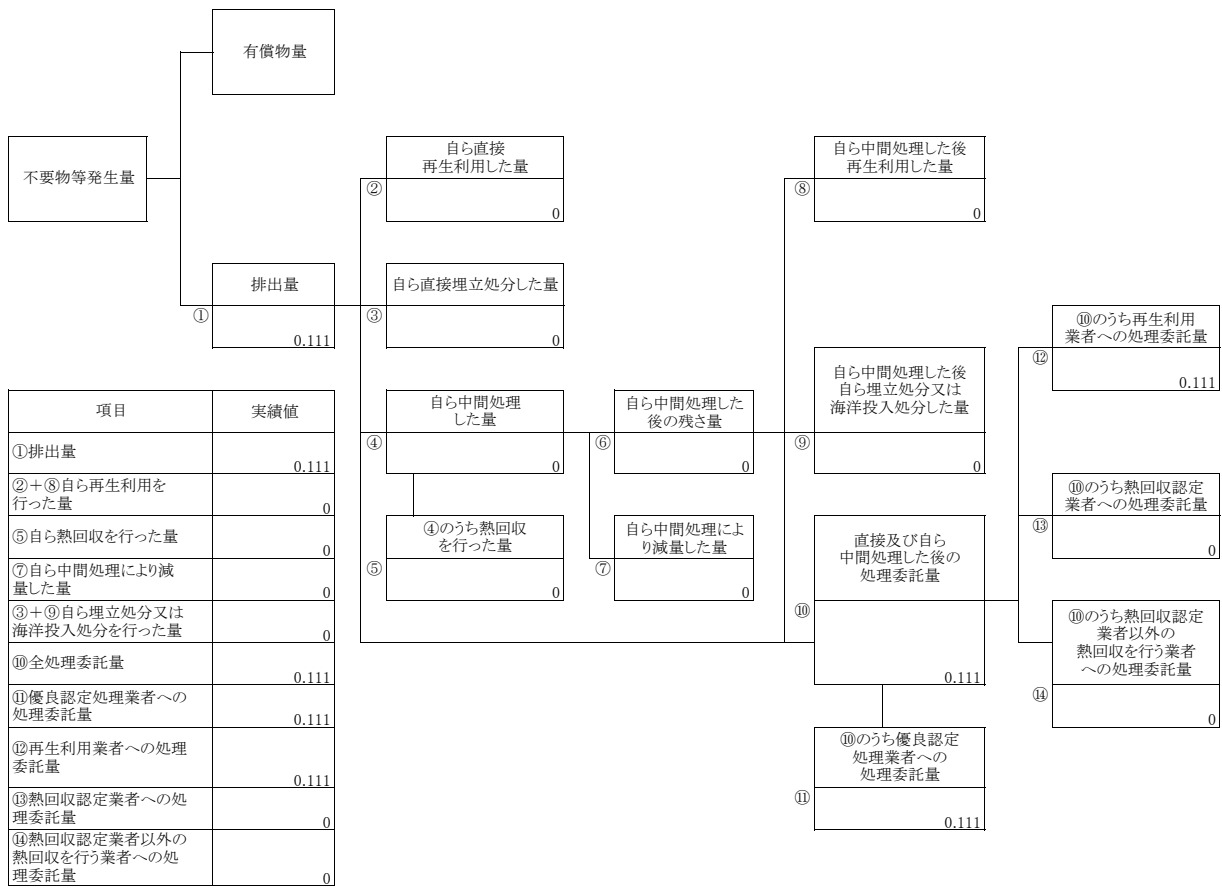 有償物量
不要物等発生量
自ら直接
再生利用した量
②
0
自ら中間処理した後
再生利用した量
⑧
0
排出量
①
0.111
自ら直接埋立処分した量
③
0
⑩のうち再生利用
業者への処理委託量
⑫
0.111
自ら中間処理した後
自ら埋立処分又は
海洋投入処分した量
⑨
0
自ら中間処理
した量
④
0
自ら中間処理した
後の残さ量
⑥
0
⑩のうち熱回収認定
業者への処理委託量
⑬
0
④のうち熱回収
を行った量
⑤
0
自ら中間処理によ
り減量した量
⑦
0
直接及び自ら
中間処理した後の
処理委託量
⑩
0.111
⑩のうち熱回収認定
業者以外の
熱回収を行う業者
への処理委託量
⑭
0
⑩のうち優良認定
処理業者への
処理委託量
⑪
0.111
項目 実績値
①排出量
0.111
②＋⑧自ら再生利用を
行った量
0
⑤自ら熱回収を行った量
0
⑦自ら中間処理により減
量した量
0
③＋⑨自ら埋立処分又は
海洋投入処分を行った量
0
⑩全処理委託量
0.111
⑪優良認定処理業者への
処理委託量
0.111
⑫再生利用業者への処理
委託量
0.111
⑬熱回収認定業者への処
理委託量
0
⑭熱回収認定業者以外の
熱回収を行う業者への処
理委託量
0